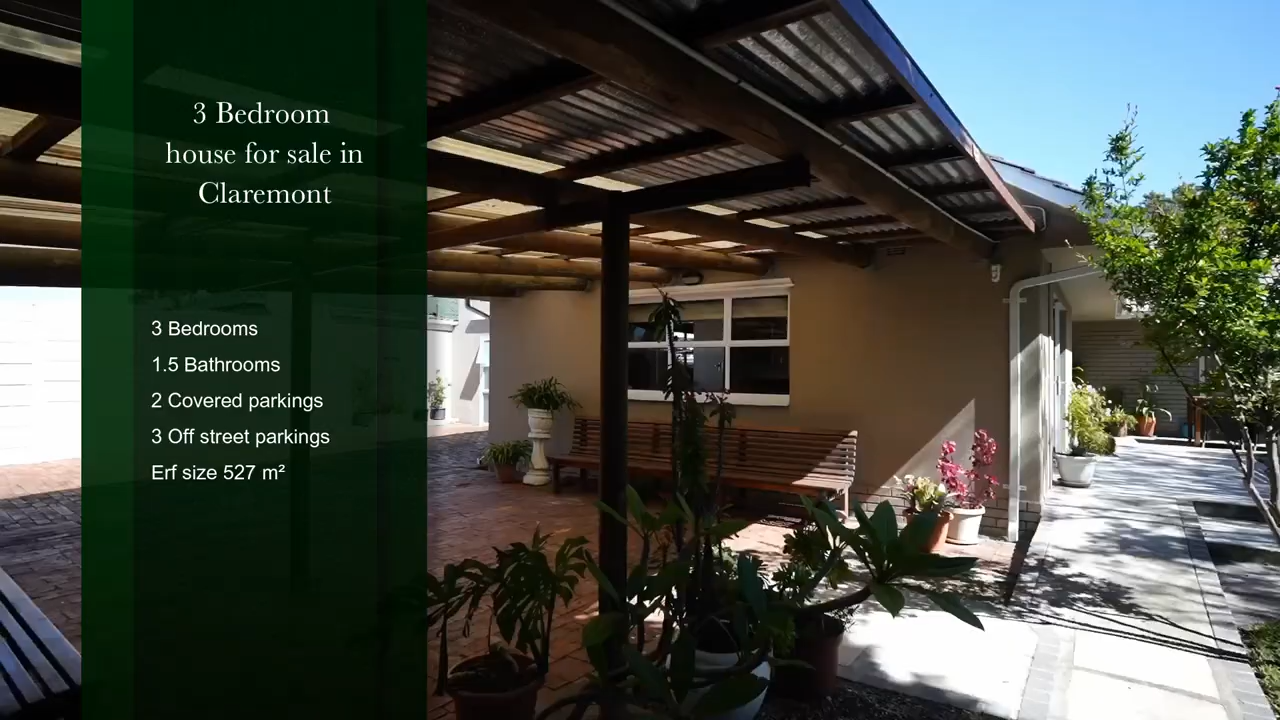 3 Bedroom
house for sale in
Claremont
3 Bedrooms
1.5 Bathrooms
2 Covered parkings
3 Off street parkings
Erf size 527 m²